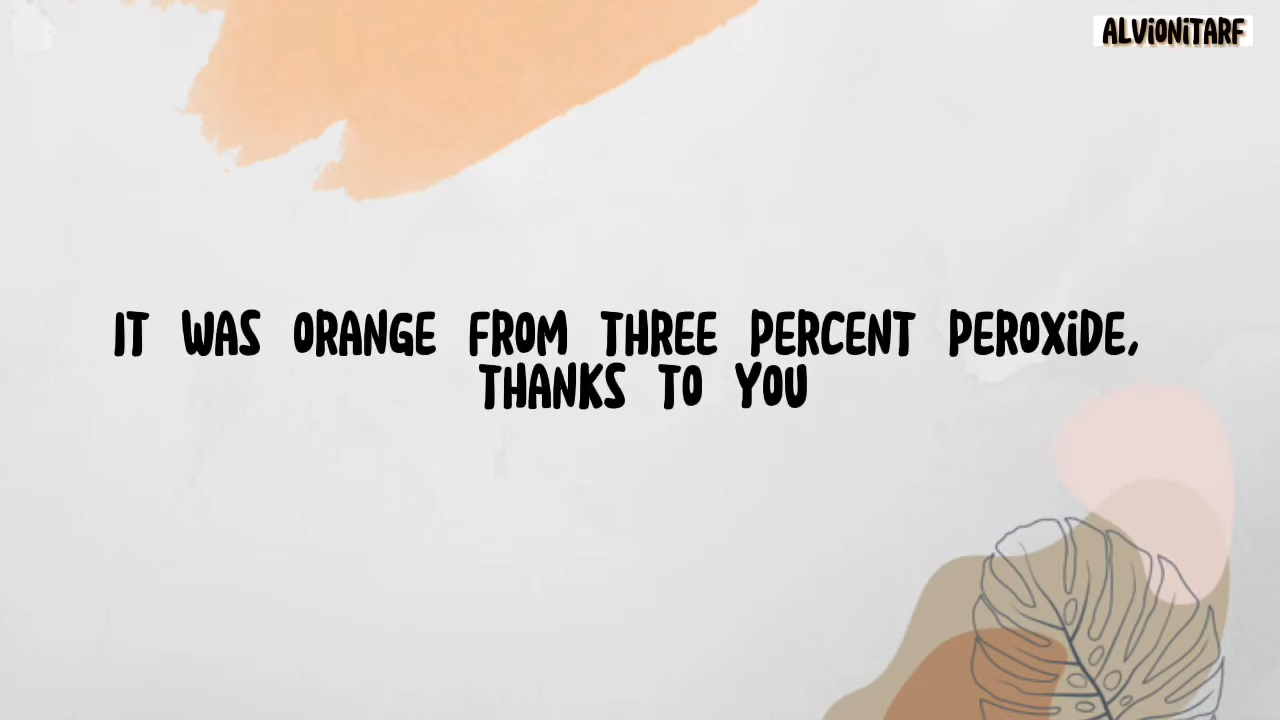 ALViONiTARF
IT WAS ORANGE FROM THREE PERCENT PEROXiDE,
THANKS TO YOU